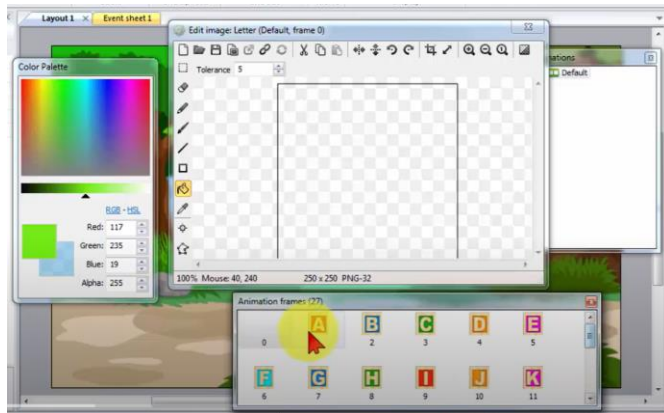 Layout 1 × Event sheet 1
Edit image: Letter (Default, frame 0)
Color Palette
Tolerance 5
Default
RGB - HSL
Red: 117
Green: 235
Blue: 19
Alpha: 255
100% Mouse: 40, 240 250 x 250 PNG-32
Animation frames (27)
A B C D E
0 2 3 4 5
F G H I J K
6 7 8 9 10 11